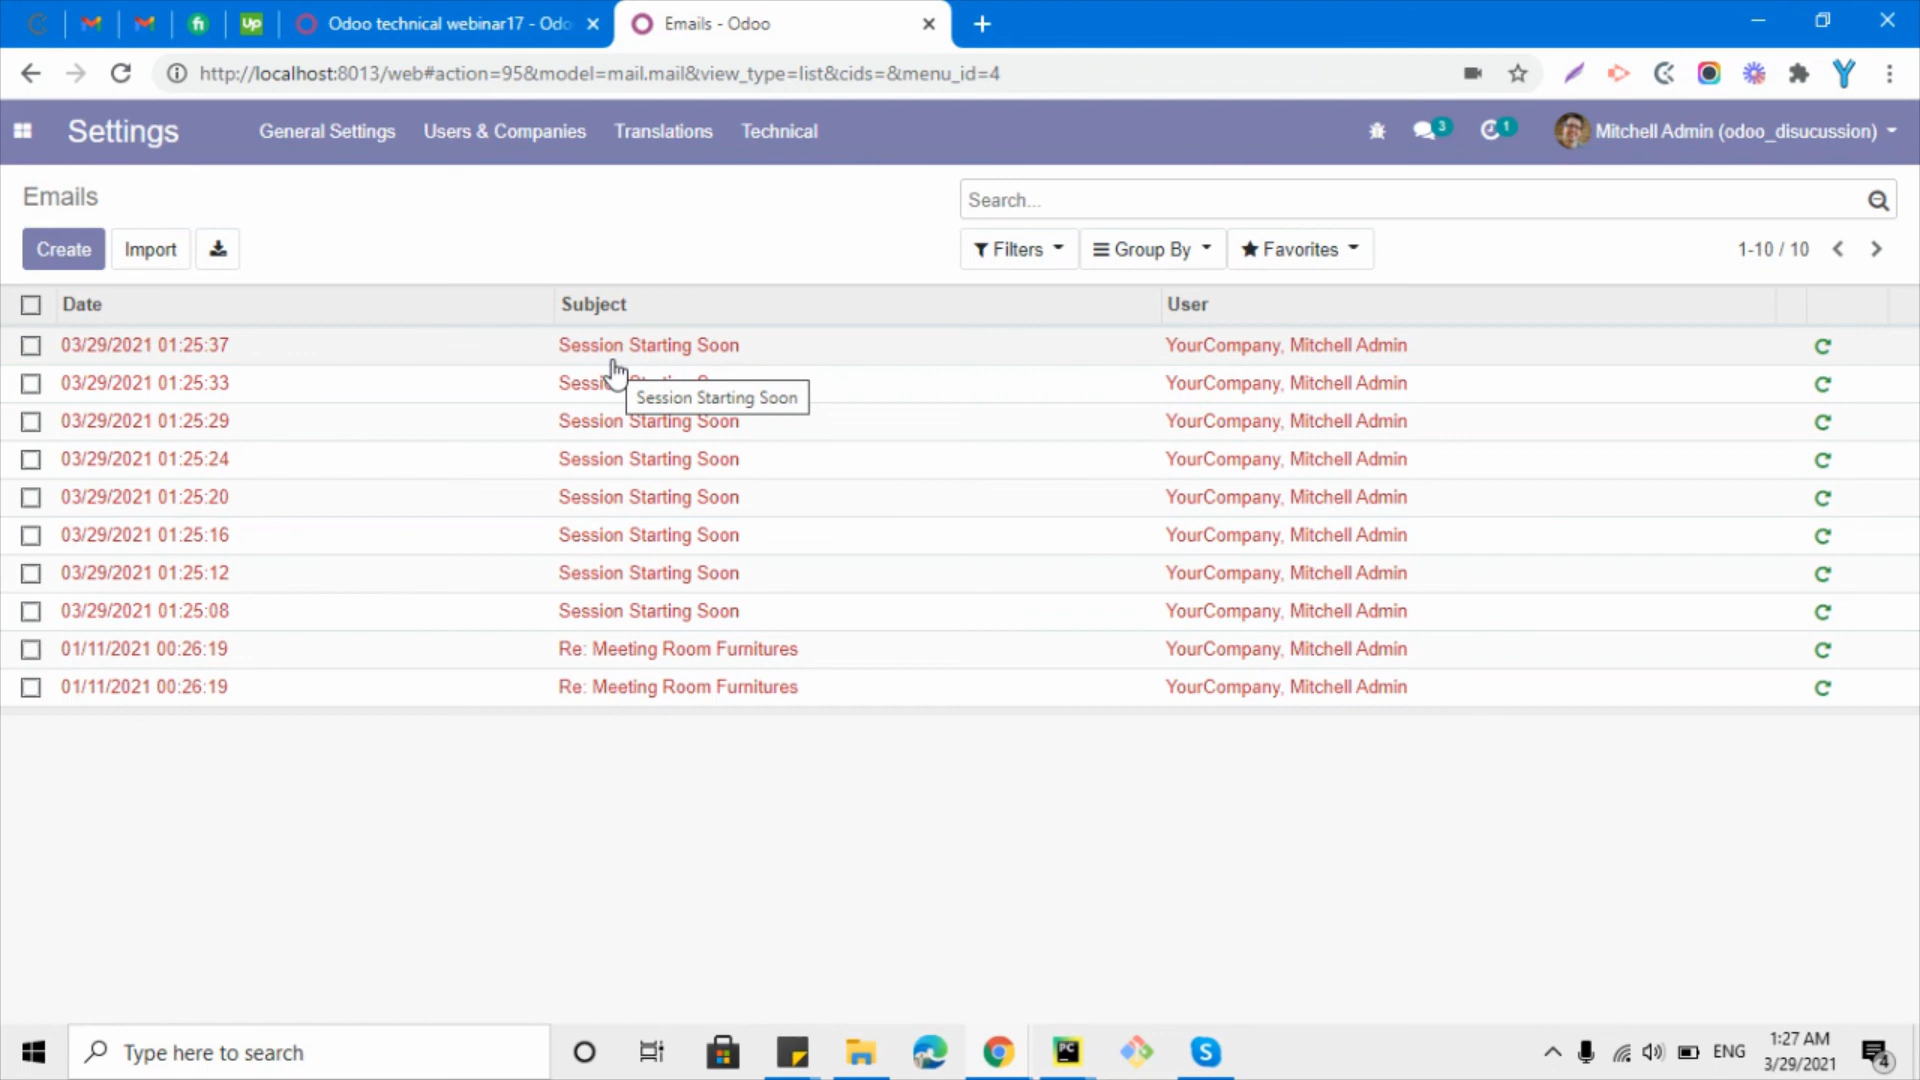 Odoo technical webinar17 - Odo
Emails - Odoo
http://localhost:8013/web#action=95&model=mail.mail&view_type=list&cids=&menu_id=4
Settings
General Settings
Users & Companies
Translations
Technical
3
1
Mitchell Admin (odoo_disucussion)
Emails
Search...
Create
Import
Filters
Group By
Favorites
1-10 / 10
Date Subject User
03/29/2021 01:25:37 Session Starting Soon YourCompany, Mitchell Admin
03/29/2021 01:25:33 YourCompany, Mitchell Admin
Session Starting Soon
03/29/2021 01:25:29 Session Starting Soon YourCompany, Mitchell Admin
03/29/2021 01:25:24 Session Starting Soon YourCompany, Mitchell Admin
03/29/2021 01:25:20 Session Starting Soon YourCompany, Mitchell Admin
03/29/2021 01:25:16 Session Starting Soon YourCompany, Mitchell Admin
03/29/2021 01:25:12 Session Starting Soon YourCompany, Mitchell Admin
03/29/2021 01:25:08 Session Starting Soon YourCompany, Mitchell Admin
01/11/2021 00:26:19 Re: Meeting Room Furnitures YourCompany, Mitchell Admin
01/11/2021 00:26:19 Re: Meeting Room Furnitures YourCompany, Mitchell Admin
Type here to search
ENG
1:27 AM
3/29/2021
4